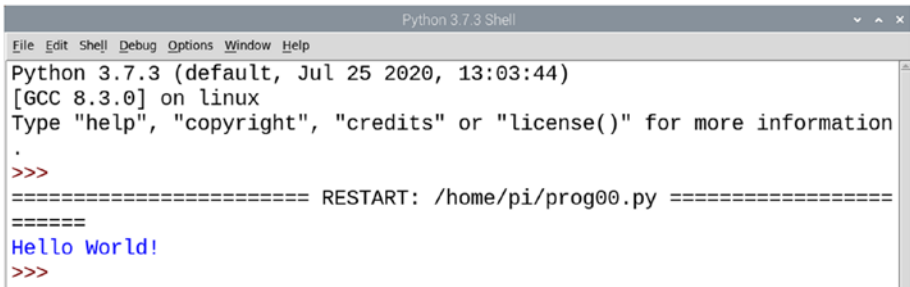 Python 3.7.3 Shell
File Edit Shell Debug Options Window Help
Python 3.7.3 (default, Jul 25 2020, 13:03:44)
[GCC 8.3.0] on linux
Type "help", "copyright", "credits" or "license()" for more information
.
>>>
======================== RESTART: /home/pi/prog00.py ==================
======
Hello World!
>>>